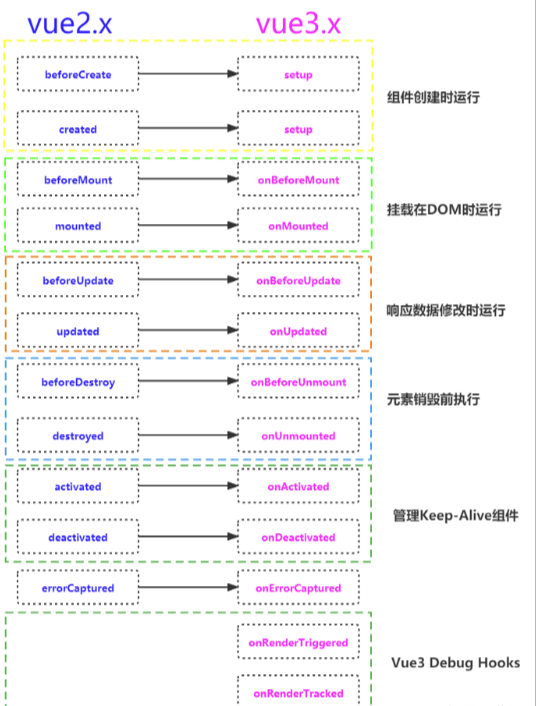 vue2.x vue3.x
beforeCreate setup
组件创建时运行
created setup
beforeMount onBeforeMount
挂载在DOM时运行
mounted onMounted
beforeUpdate onBeforeUpdate
响应数据修改时运行
updated onUpdated
beforeDestroy onBeforeUnmount
元素销毁前执行
destroyed onUnmounted
activated onActivated
管理Keep-Alive组件
deactivated onDeactivated
errorCaptured onErrorCaptured
onRenderTriggered
Vue3 Debug Hooks
onRenderTracked